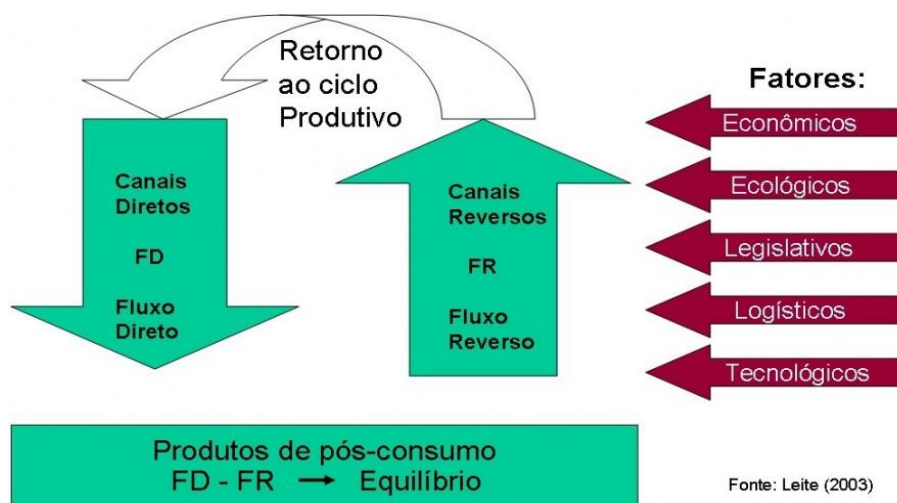 Retorno
ao ciclo
Produtivo
Canais
Diretos
FD
Fluxo
Direto
Canais
Reversos
FR
Fluxo
Reverso
Fatores:
Econômicos
Ecológicos
Legislativos
Logísticos
Tecnológicos
Produtos de pós-consumo
FD - FR → Equilíbrio
Fonte: Leite (2003)